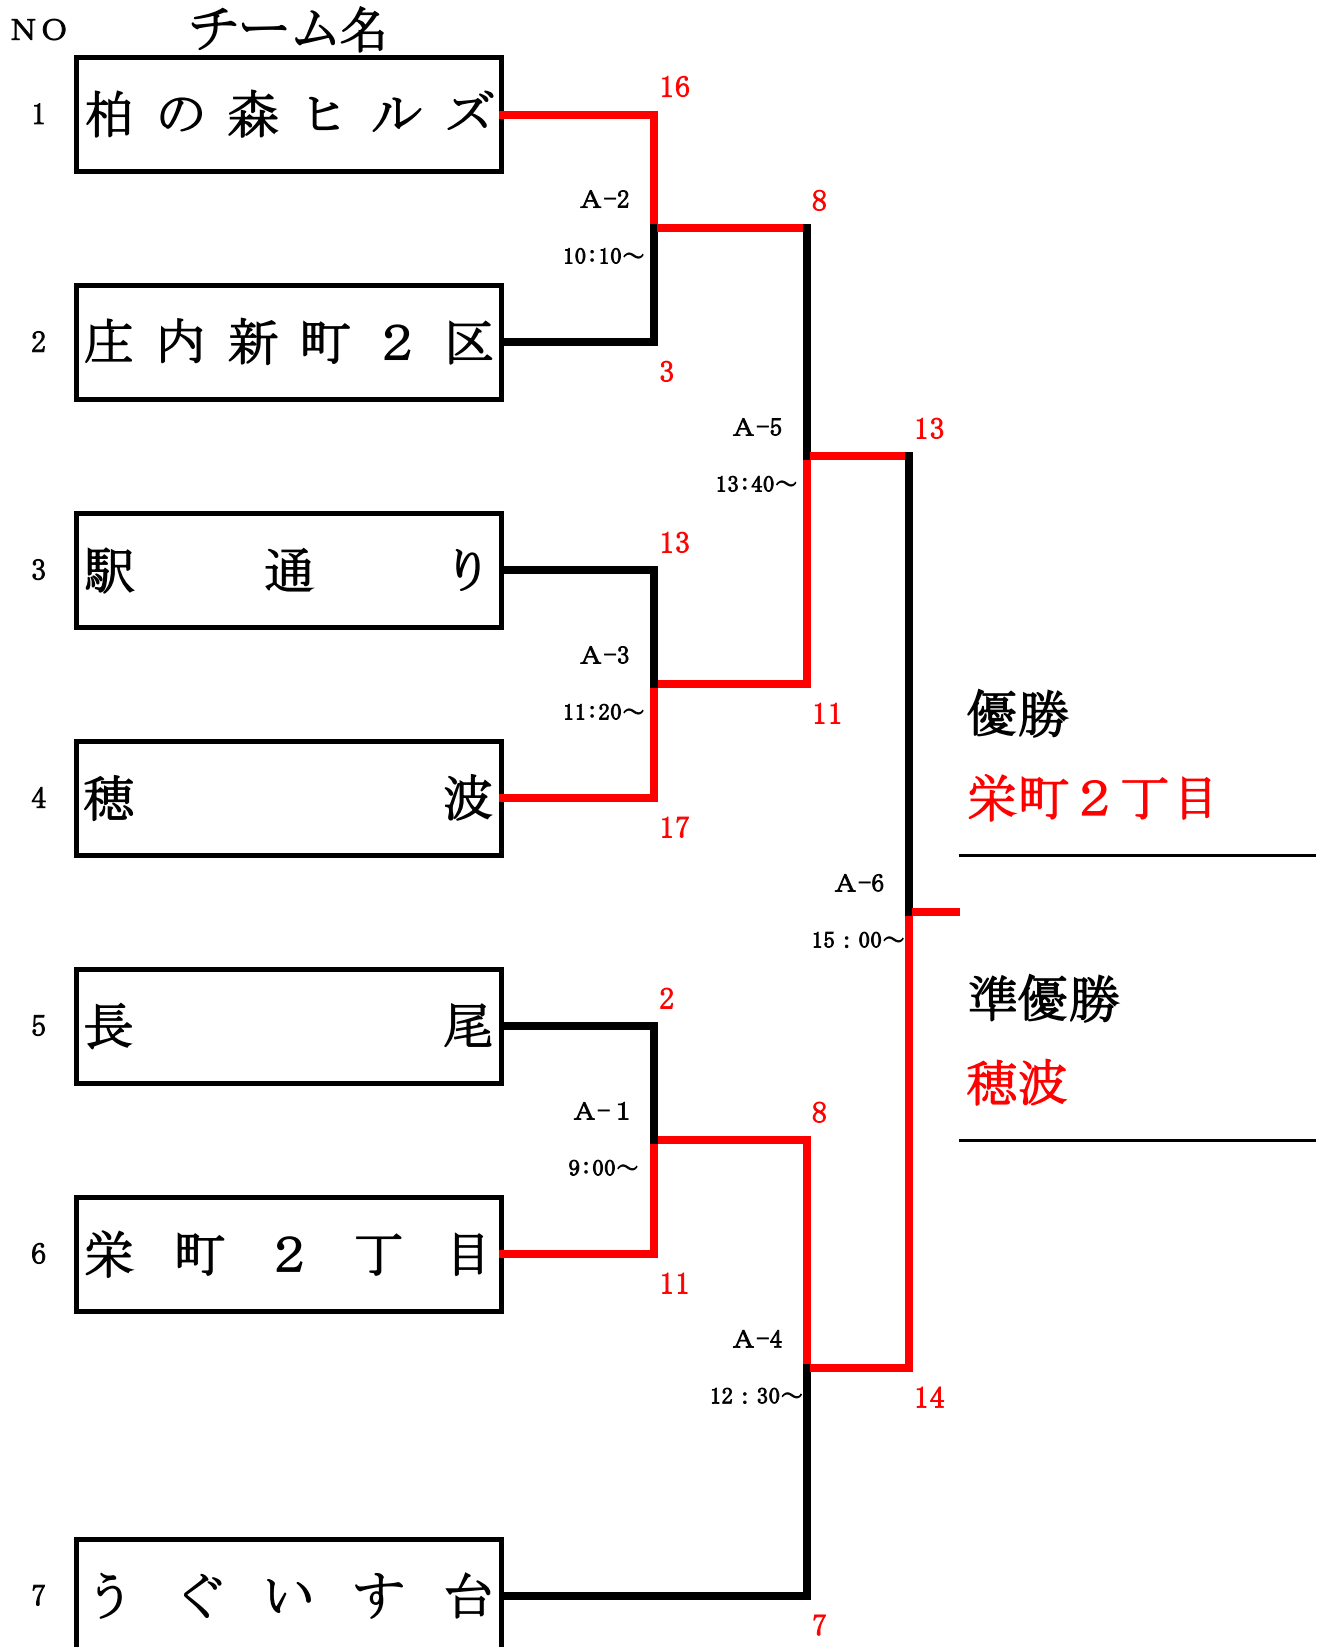 ＮＯ チーム名
16
1 柏の森ヒルズ
Ａ-2
8
10:10～
2 庄内新町２区
3
Ａ-5
13
13:40～
13
3 駅通り
Ａ-3
11:20～
11
優勝
4 穂波
栄町２丁目
17
Ａ-6
15：00～
2
準優勝
5 長尾
穂波
Ａ-１
8
9:00～
6 栄町２丁目
11
Ａ-4
12：30～
14
7 うぐいす台
7